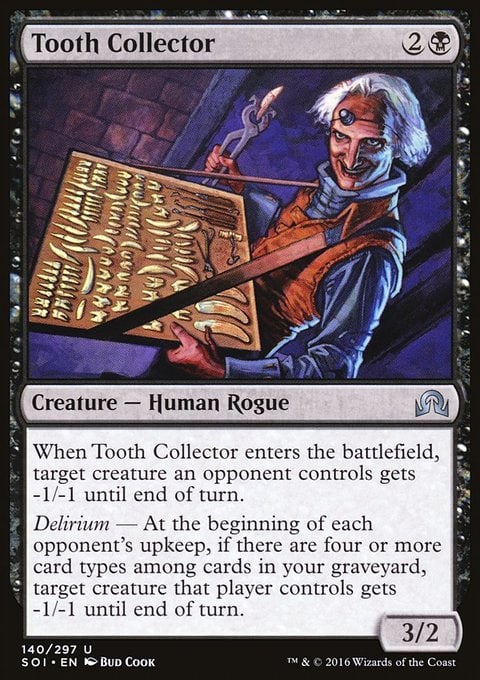 Tooth Collector 2
Creature — Human Rogue
When Tooth Collector enters the battlefield,
target creature an opponent controls gets
-1/-1 until end of turn.
Delirium — At the beginning of each
opponent's upkeep, if there are four or more
card types among cards in your graveyard,
target creature that player controls gets
-1/-1 until end of turn.
3/2
140/297 U
SOI • EN Bud Cook
™ & © 2016 Wizards of the Coast